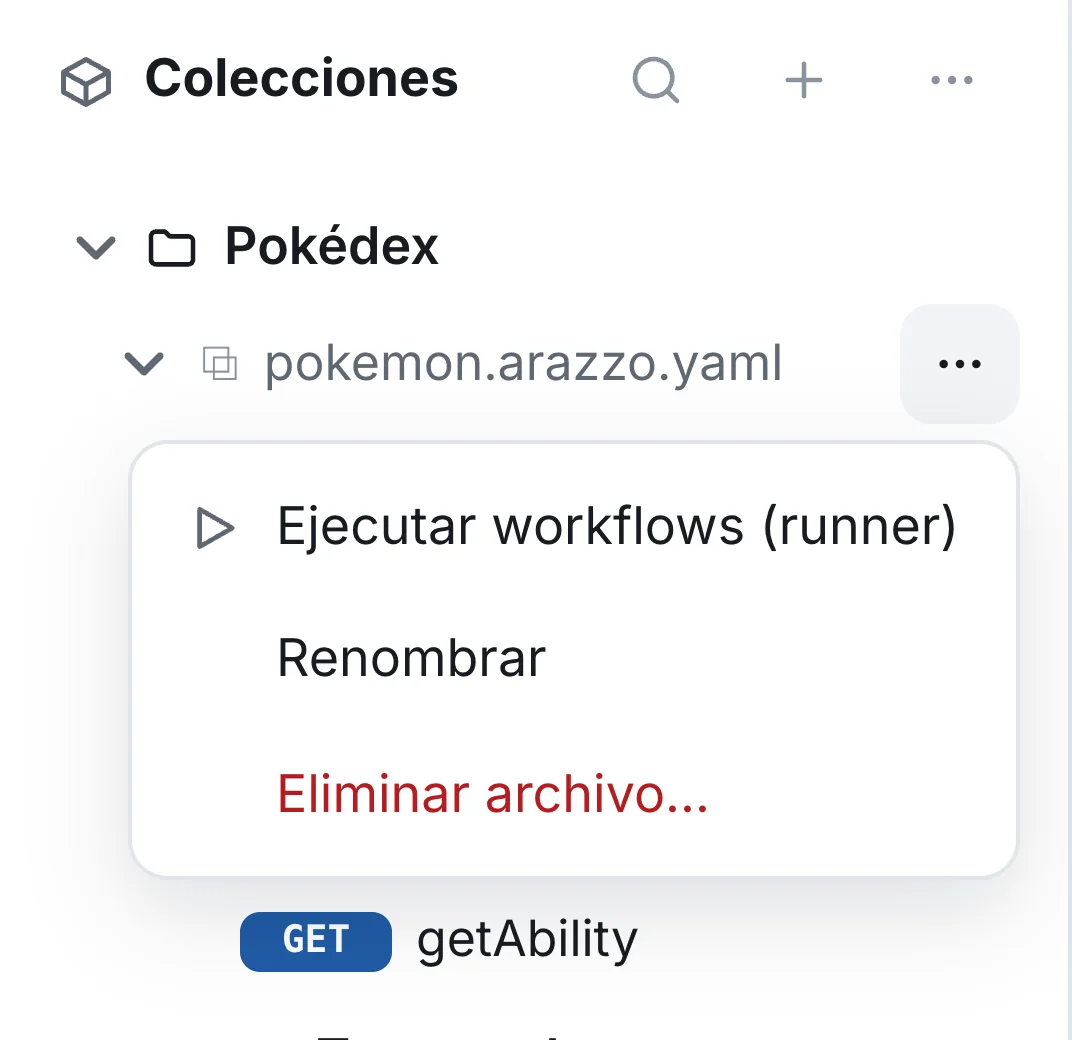 Colecciones
Pokédex
pokemon.arazzo.yaml
Ejecutar workflows (runner)
Renombrar
Eliminar archivo...
GET getAbility